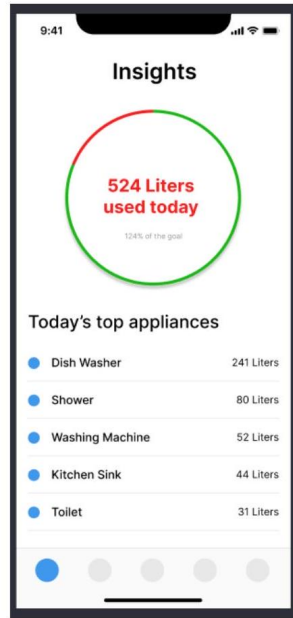 9:41
Insights
524 Liters
used today
124% of the goal
Today's top appliances
Dish Washer 241 Liters
Shower 80 Liters
Washing Machine 52 Liters
Kitchen Sink 44 Liters
Toilet 31 Liters